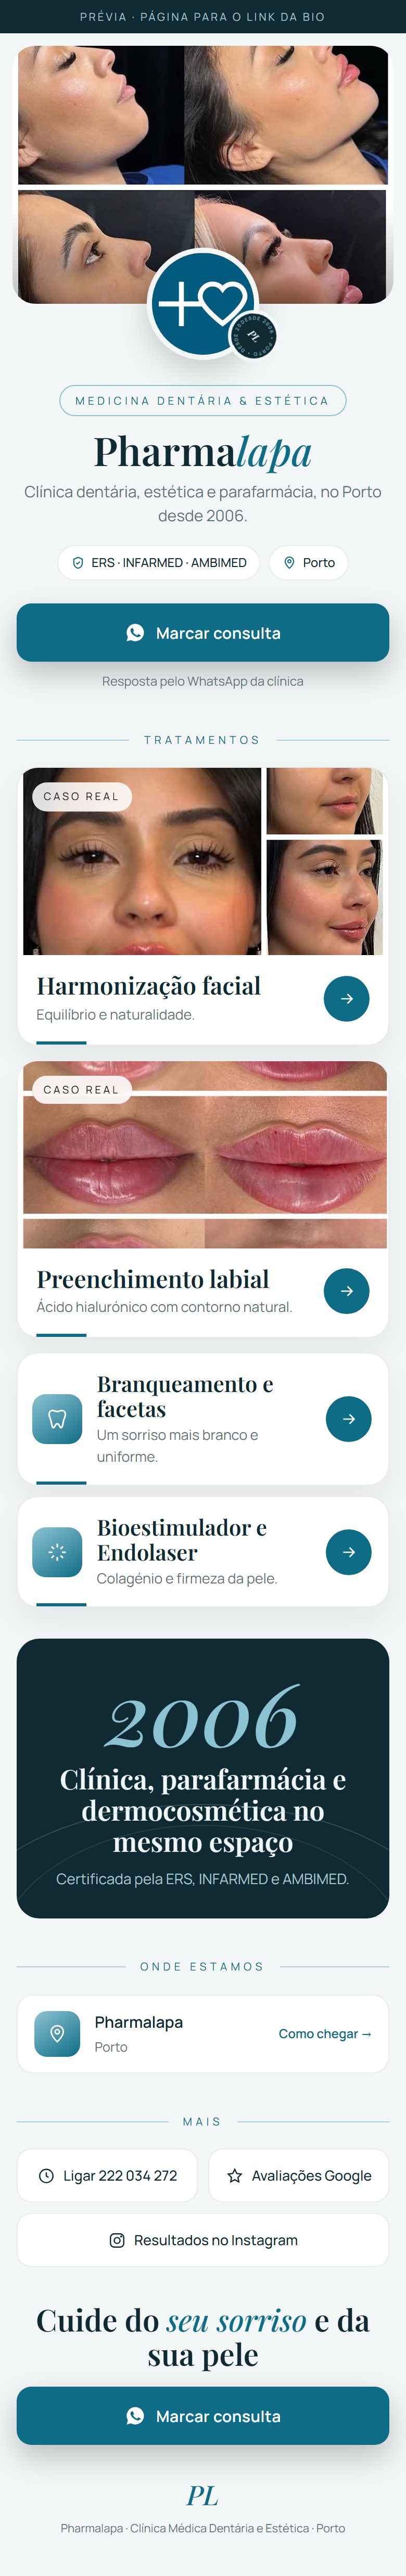 PRÉVIA · PÁGINA PARA O LINK DA BIO
PL
MEDICINA DENTÁRIA & ESTÉTICA
Pharmalapa
Clínica dentária, estética e parafarmácia, no Porto
desde 2006.
ERS · INFARMED · AMBIMED
Porto
Marcar consulta
Resposta pelo WhatsApp da clínica
TRATAMENTOS
CASO REAL
Harmonização facial
Equilíbrio e naturalidade.
CASO REAL
Preenchimento labial
Ácido hialurónico com contorno natural.
Branqueamento e
facetas
Um sorriso mais branco e
uniforme.
Bioestimulador e
Endolaser
Colagénio e firmeza da pele.
2006
Clínica, parafarmácia e
dermocosmética no
mesmo espaço
Certificada pela ERS, INFARMED e AMBIMED.
ONDE ESTAMOS
Pharmalapa
Porto
Como chegar →
MAIS
Ligar 222 034 272
Avaliações Google
Resultados no Instagram
Cuide do seu sorriso e da
sua pele
Marcar consulta
PL
Pharmalapa · Clínica Médica Dentária e Estética · Porto